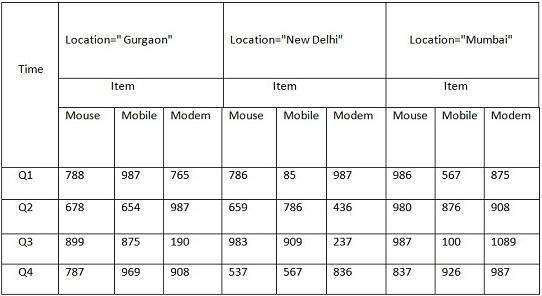 Time Location=" Gurgaon" Location="New Delhi" Location="Mumbai"
Item Item Item
Mouse Mobile Modem Mouse Mobile Modem Mouse Mobile Modem
Q1 788 987 765 786 85 987 986 567 875
Q2 678 654 987 659 786 436 980 876 908
Q3 899 875 190 983 909 237 987 100 1089
Q4 787 969 908 537 567 836 837 926 987